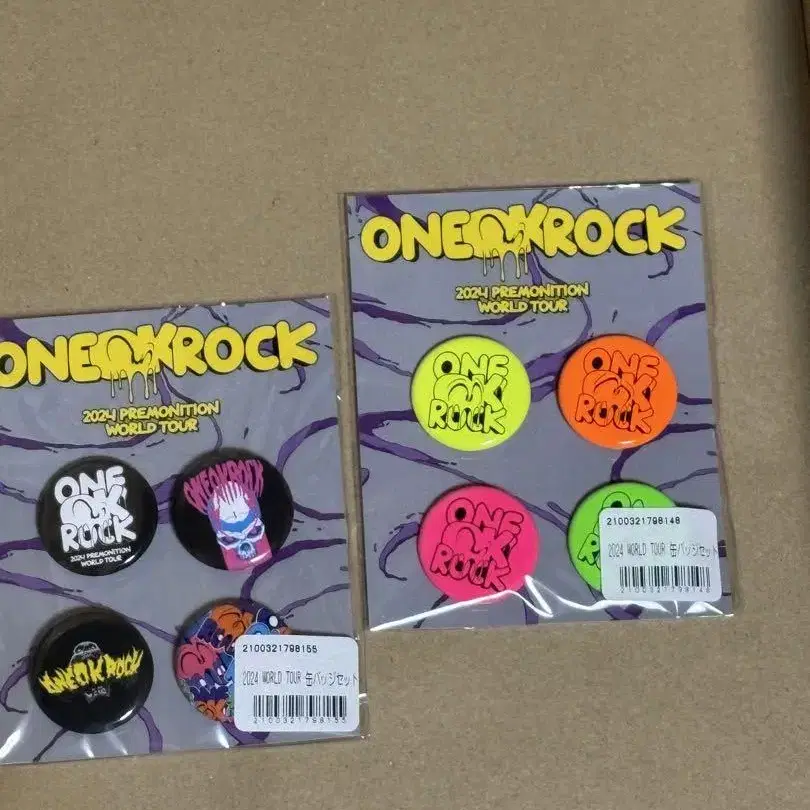 ONE OK ROCK
2024 PREMONITION
WORLD TOUR
ONE
OK
ROCK
2024 PREMONITION
WORLD TOUR
ONE OK ROCK
ONE OK ROCK
2100321798155
2024 WORLD TOUR 缶バッジセット
2100321798155
ONE OK ROCK
2024 PREMONITION
WORLD TOUR
ONE
OK
ROCK
ONE
OK
ROCK
ONE
OK
ROCK
2100321798148
2024 WORLD TOUR 缶バッジセット
2100321798148